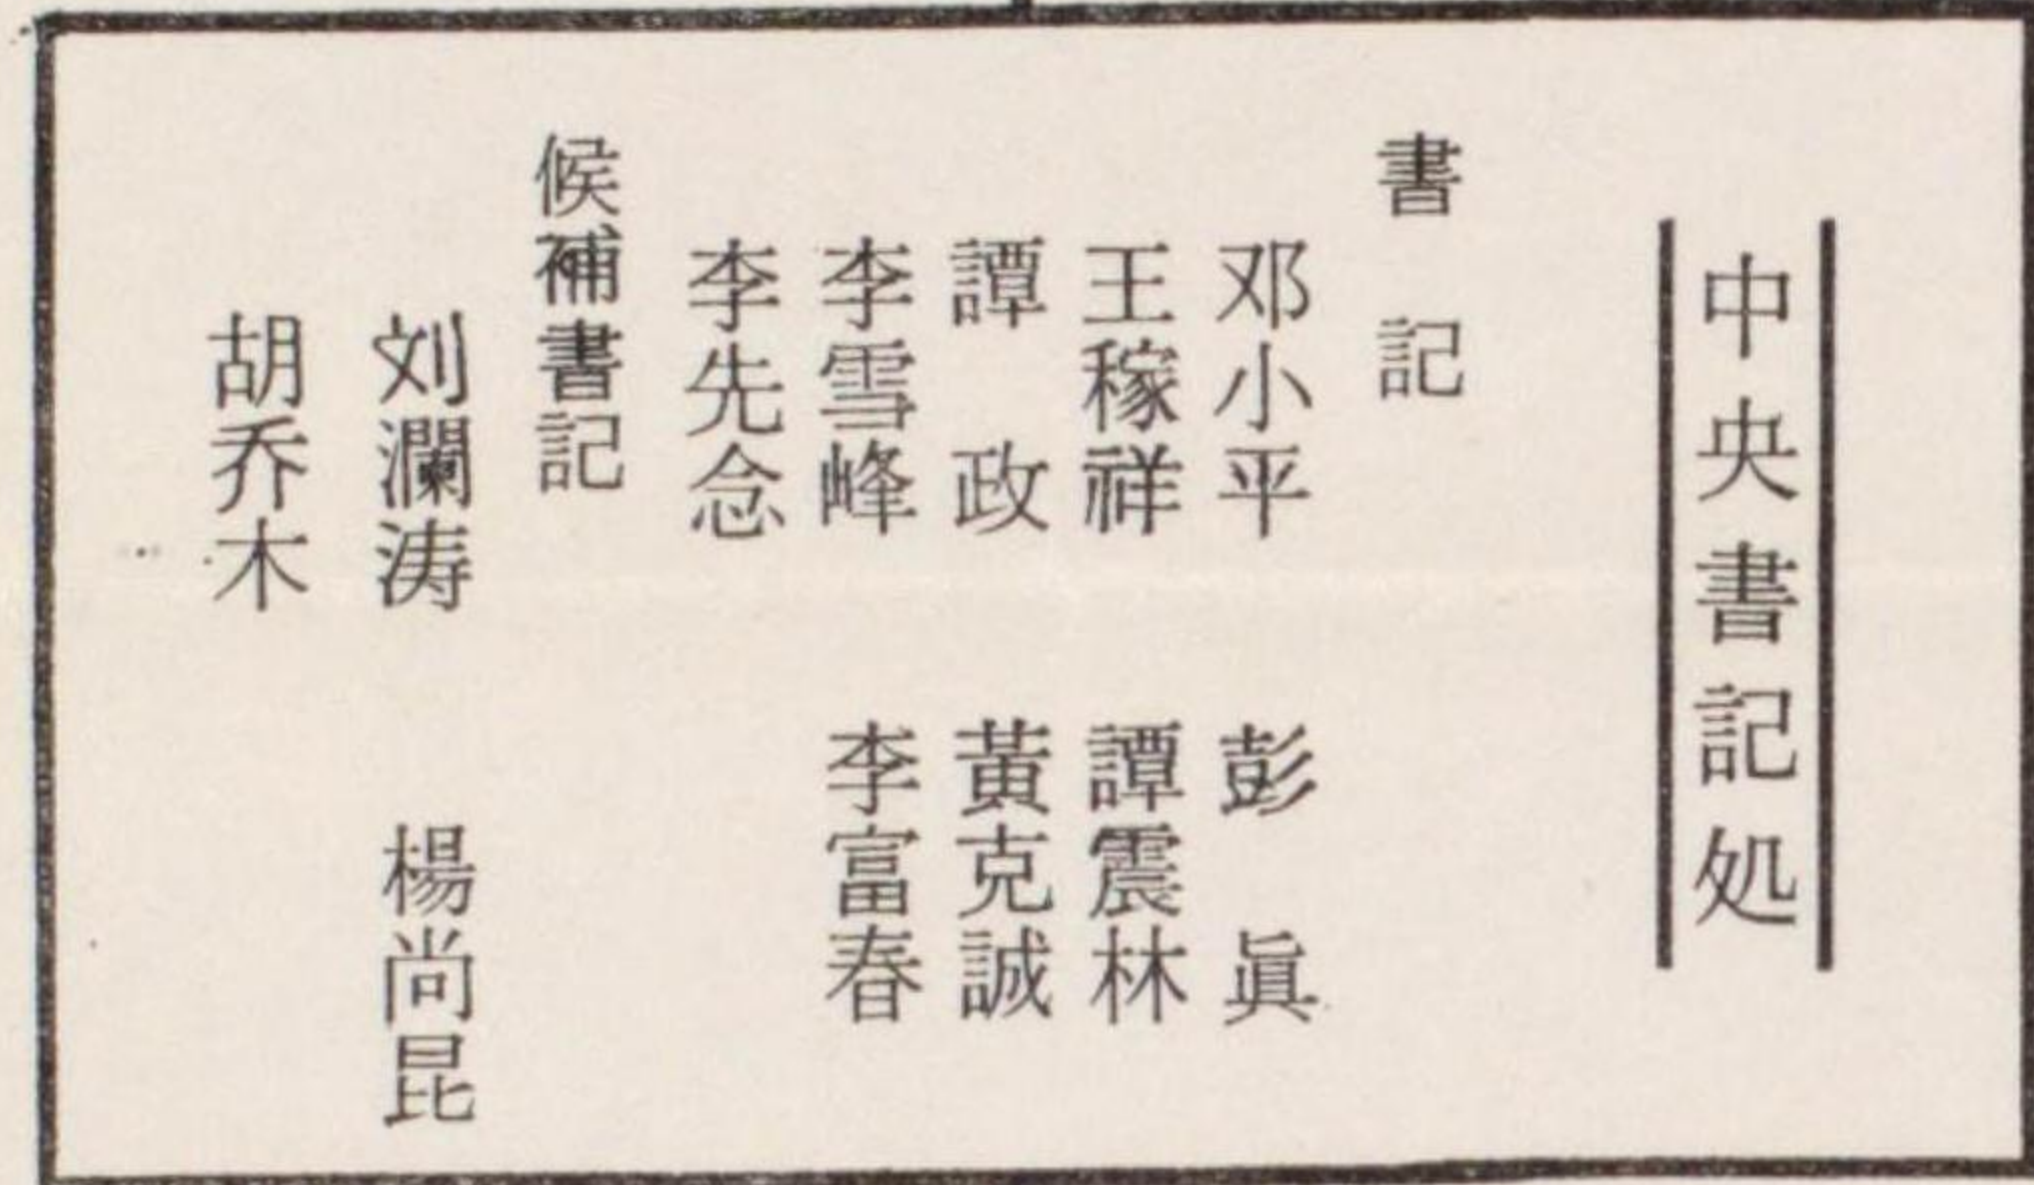 中央書記処
書記
邓小平 彭眞
王稼祥 譚震林
譚政 黃克誠
李雪峰 李富春
李先念
候補書記
刘瀾涛 楊尚昆
胡乔木